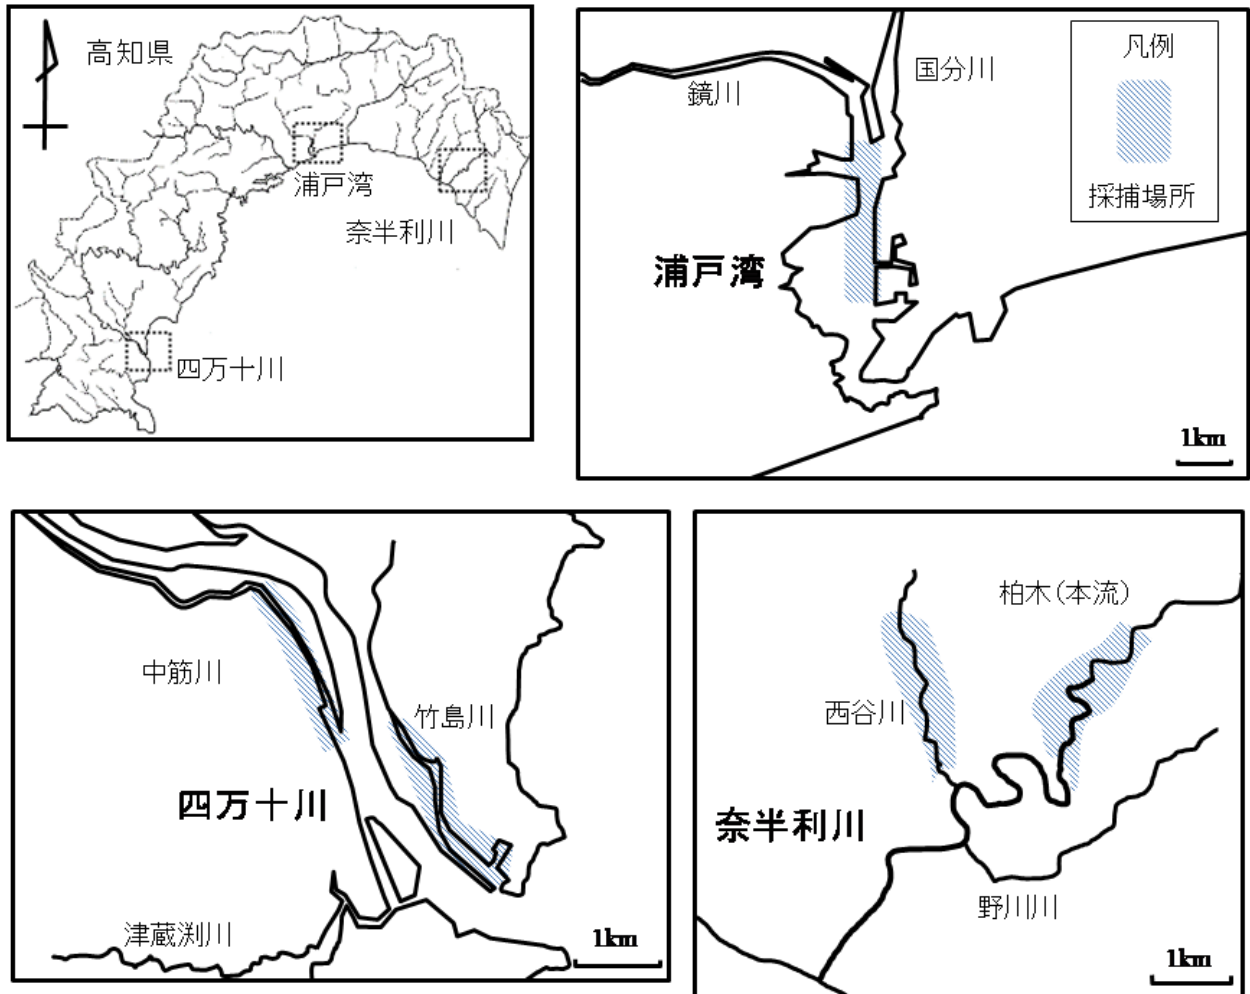 高知県
浦戸湾
奈半利川
四万十川
国分川
鏡川
凡例
採捕場所
浦戸湾
1km
中筋川
竹島川
四万十川
津蔵渕川
1km
柏木(本流)
西谷川
奈半利川
野川川
1km